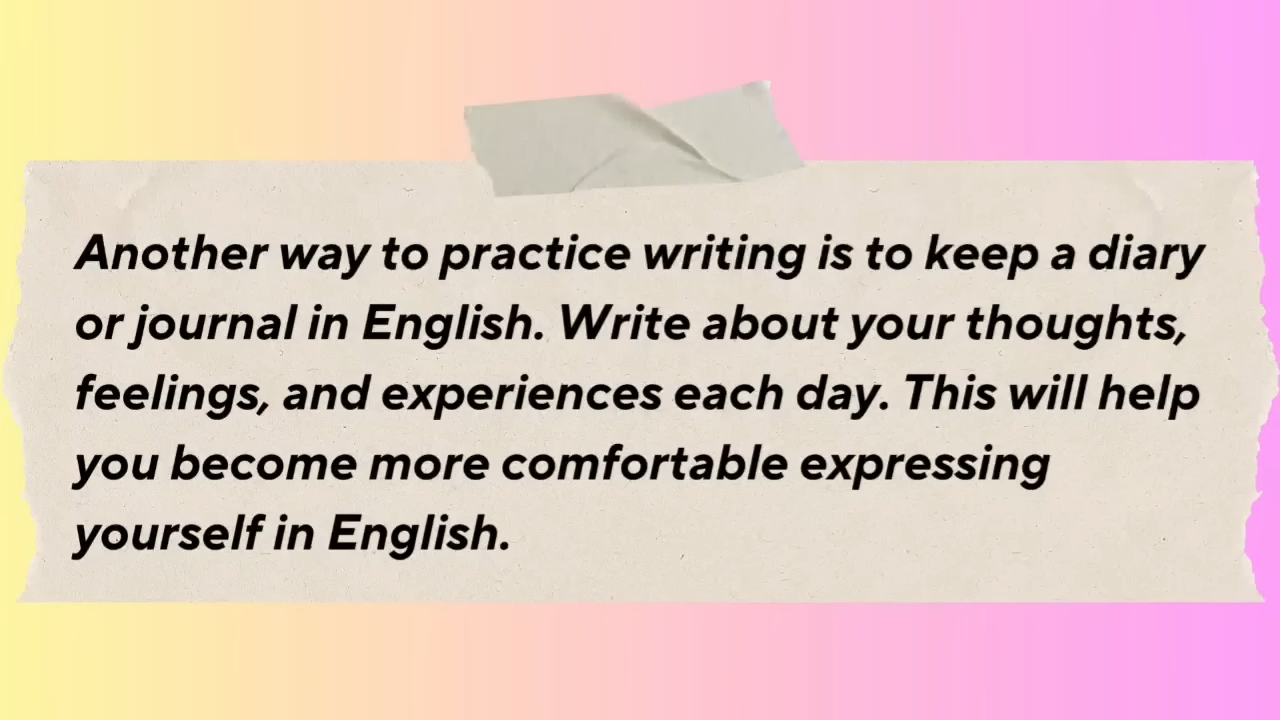 Another way to practice writing is to keep a diary
or journal in English. Write about your thoughts,
feelings, and experiences each day. This will help
you become more comfortable expressing
yourself in English.